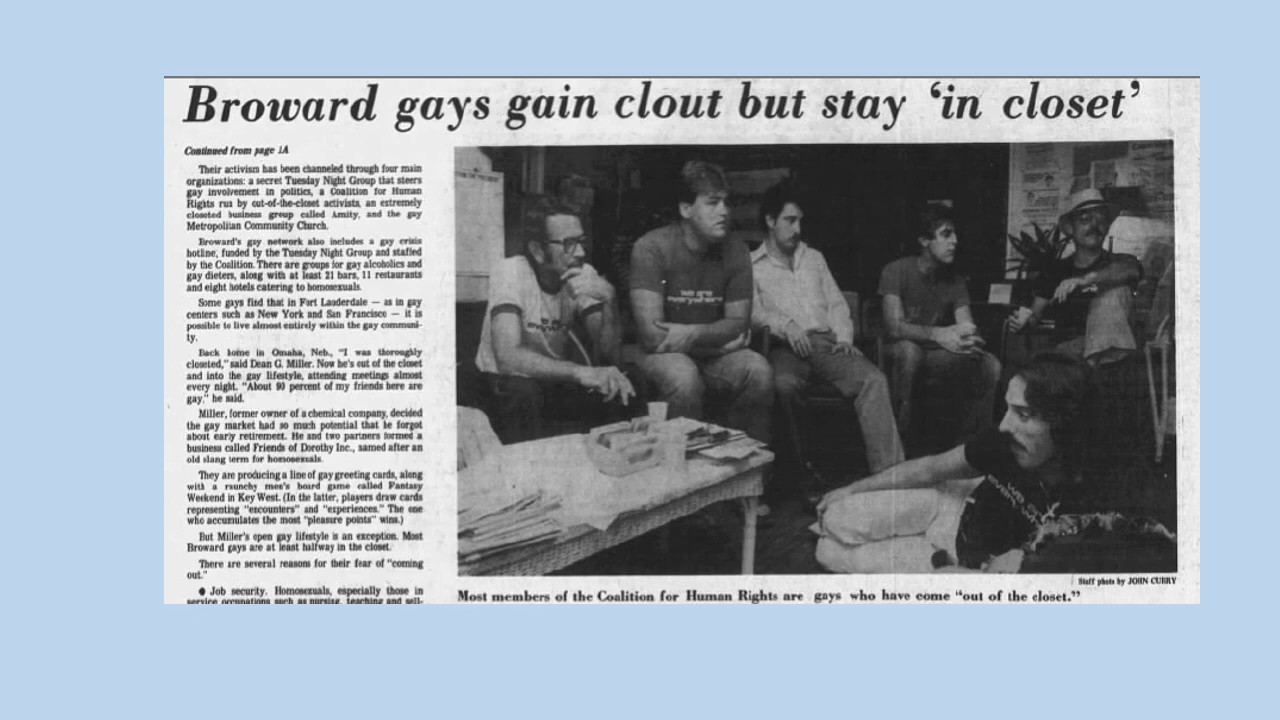 Broward gays gain clout but stay ‘in closet’
Continued from page 1A
Their activism has been channeled through four main
organizations: a secret Tuesday Night Group that steers
gay involvement in politics, a Coalition for Human
Rights run by out-of-the-closet activists, an extremely
closeted business group called Amity, and the gay
Metropolitan Community Church.
Broward's gay network also includes a gay crisis
hotline, funded by the Tuesday Night Group and staffed
by the Coalition. There are groups for gay alcoholics and
gay dieters, along with at least 21 bars, 11 restaurants
and eight hotels catering to homosexuals.
Some gays find that in Fort Lauderdale — as in gay
centers such as New York and San Francisco — it is
possible to live almost entirely within the gay communi-
ty.
Back home in Omaha, Neb., "I was thoroughly
closeted," said Dean G. Miller. Now he's out of the closet
and into the gay lifestyle, attending meetings almost
every night. "About 90 percent of my friends here are
gay," he said.
Miller, former owner of a chemical company, decided
the gay market had so much potential that he forgot
about early retirement. He and two partners formed a
business called Friends of Dorothy Inc., named after an
old slang term for homosexuals.
They are producing a line of gay greeting cards, along
with a raunchy men's board game called Fantasy
Weekend in Key West. (In the latter, players draw cards
representing "encounters" and "experiences." The one
who accumulates the most "pleasure points" wins.)
But Miller's open gay lifestyle is an exception. Most
Broward gays are at least halfway in the closet.
There are several reasons for their fear of "coming
out."
● Job security. Homosexuals, especially those in
service occupations such as nursing, teaching and sell-
we are
everywhere
Staff photo by JOHN CURRY
Most members of the Coalition for Human Rights are gays who have come "out of the closet."